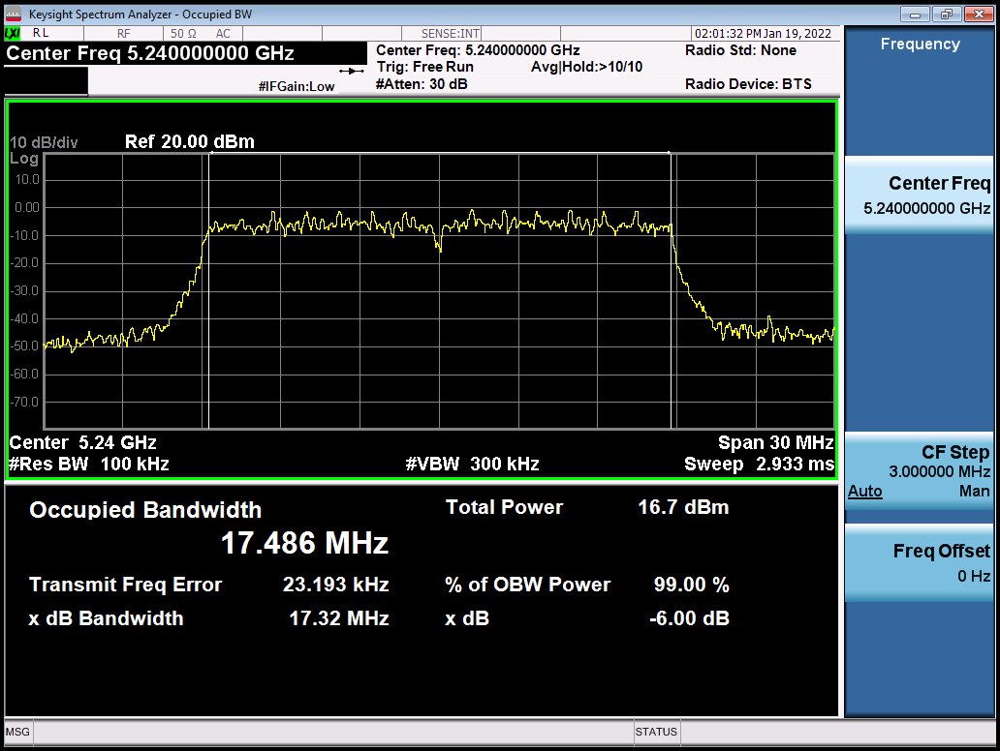 Keysight Spectrum Analyzer - Occupied BW
LXI RL RF 50 Ω AC SENSE:INT 02:01:32 PM Jan 19, 2022
Center Freq 5.240000000 GHz
Center Freq: 5.240000000 GHz Radio Std: None
Trig: Free Run Avg|Hold:>10/10
#IFGain:Low #Atten: 30 dB Radio Device: BTS
10 dB/div Ref 20.00 dBm
Log
10.0
0.00
-10.0
-20.0
-30.0
-40.0
-50.0
-60.0
-70.0
Center 5.24 GHz Span 30 MHz
#Res BW 100 kHz #VBW 300 kHz Sweep 2.933 ms
Occupied Bandwidth Total Power 16.7 dBm
17.486 MHz
Transmit Freq Error 23.193 kHz % of OBW Power 99.00 %
x dB Bandwidth 17.32 MHz x dB -6.00 dB
MSG STATUS
Frequency
Center Freq
5.240000000 GHz
CF Step
3.000000 MHz
Auto Man
Freq Offset
0 Hz